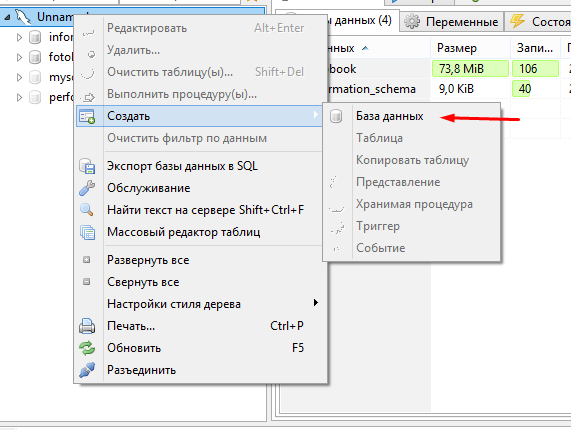 Unnam
infor
fotol
mysc
perfo
Редактировать Alt+Enter
Удалить...
Очистить таблицу(ы)... Shift+Del
Выполнить процедуру(ы)...
Создать
Очистить фильтр по данным
Экспорт базы данных в SQL
Обслуживание
Найти текст на сервере Shift+Ctrl+F
Массовый редактор таблиц
Развернуть все
Свернуть все
Настройки стиля дерева
Печать... Ctrl+P
Обновить F5
Разъединить
База данных
Таблица
Копировать таблицу
Представление
Хранимая процедура
Триггер
Событие
ы данных (4) Переменные Состоя
данных Размер Запи...
book 73,8 MiB 106
rmation_schema 9,0 KiB 40